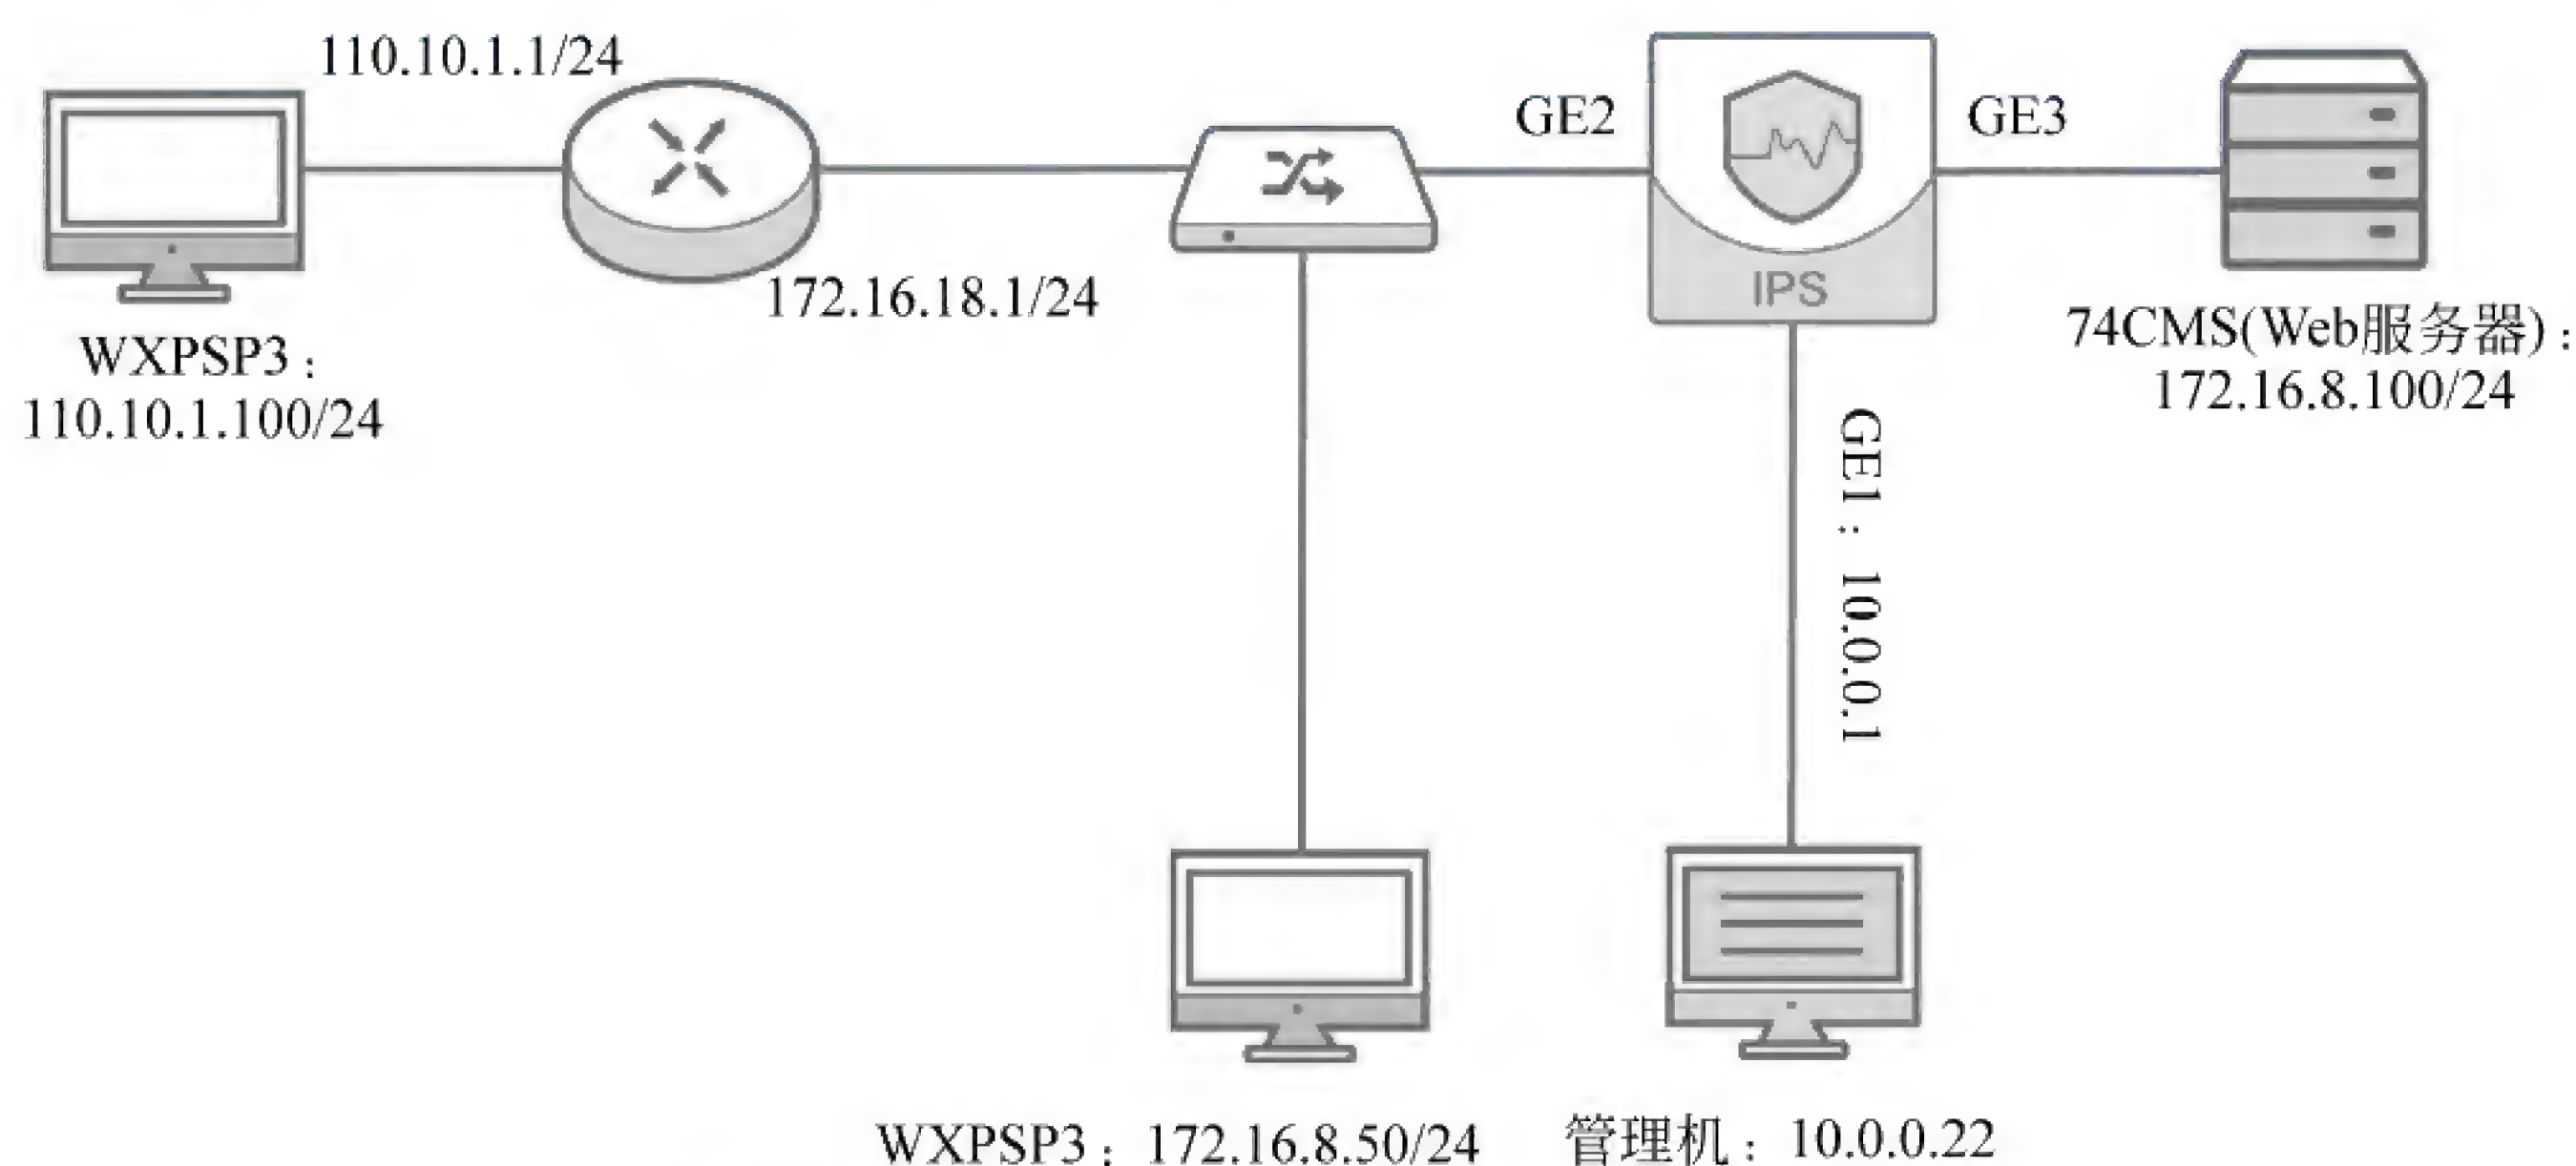 110.10.1.1/24
GE2
GE3
IPS
172.16.18.1/24
WXPSP3：
110.10.1.100/24
74CMS(Web服务器)：
172.16.8.100/24
GE1：10.0.0.1
WXPSP3：172.16.8.50/24
管理机：10.0.0.22